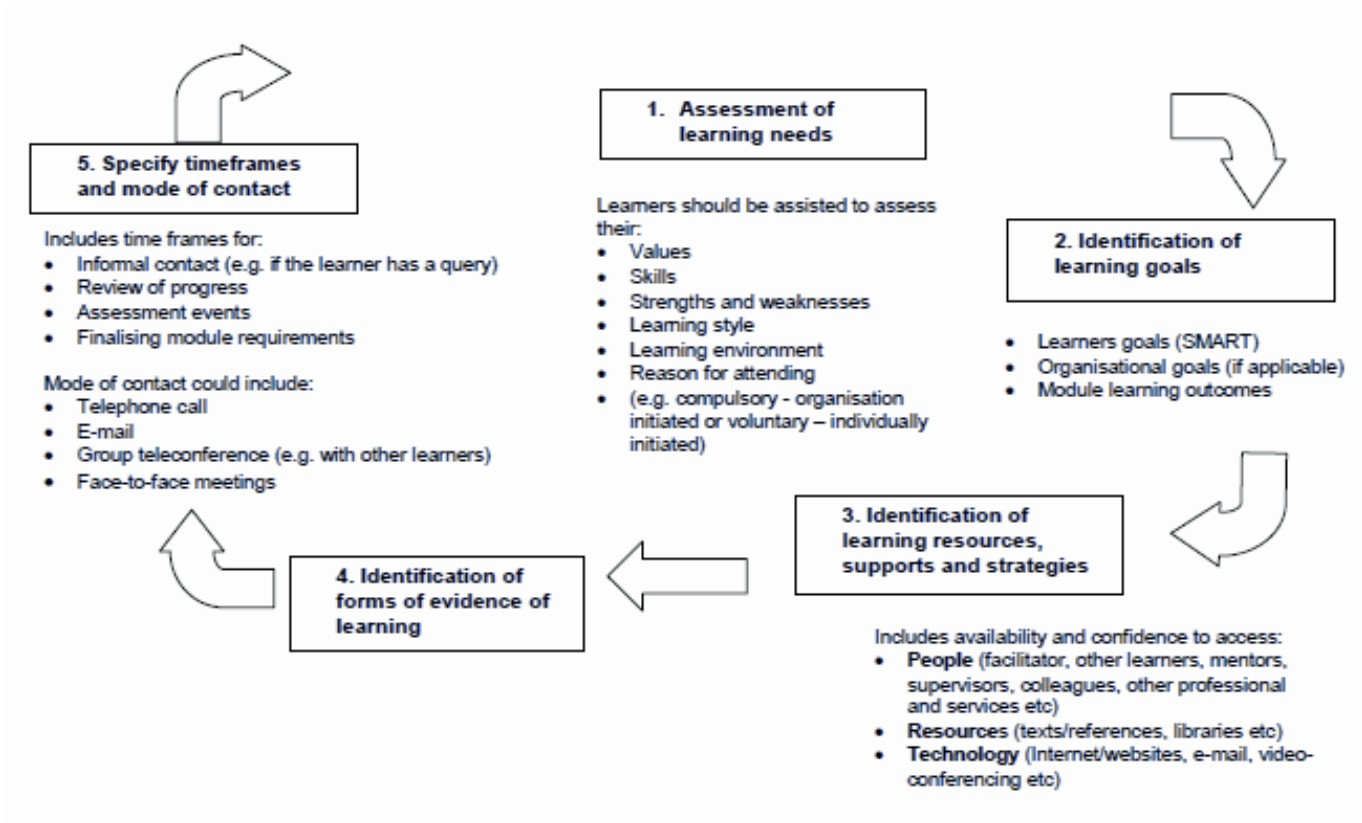 1. Assessment of
learning needs
Learners should be assisted to assess
their:
• Values
• Skills
• Strengths and weaknesses
• Learning style
• Learning environment
• Reason for attending
• (e.g. compulsory - organisation
initiated or voluntary – individually
initiated)
2. Identification of
learning goals
• Learners goals (SMART)
• Organisational goals (if applicable)
• Module learning outcomes
3. Identification of
learning resources,
supports and strategies
Includes availability and confidence to access:
• People (facilitator, other learners, mentors,
supervisors, colleagues, other professional
and services etc)
• Resources (texts/references, libraries etc)
• Technology (Internet/websites, e-mail, video-
conferencing etc)
4. Identification of
forms of evidence of
learning
5. Specify timeframes
and mode of contact
Includes time frames for:
• Informal contact (e.g. if the learner has a query)
• Review of progress
• Assessment events
• Finalising module requirements
Mode of contact could include:
• Telephone call
• E-mail
• Group teleconference (e.g. with other learners)
• Face-to-face meetings